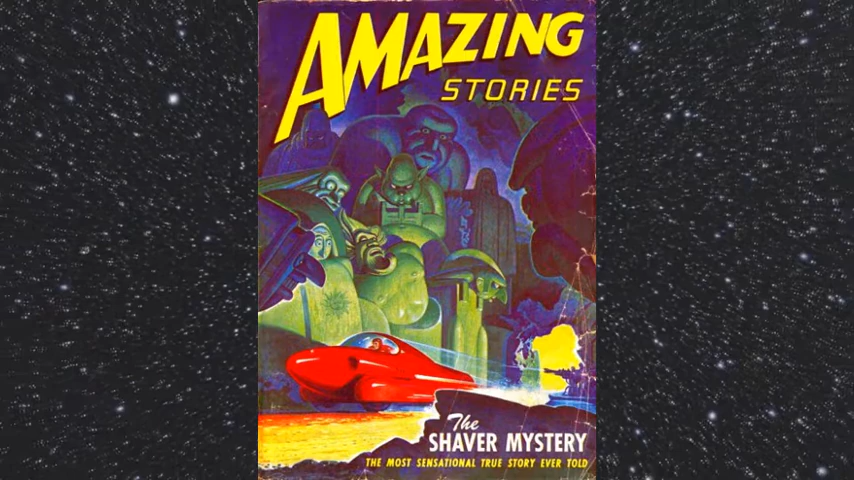 AMAZING
STORIES
The
SHAVER MYSTERY
THE MOST SENSATIONAL TRUE STORY EVER TOLD